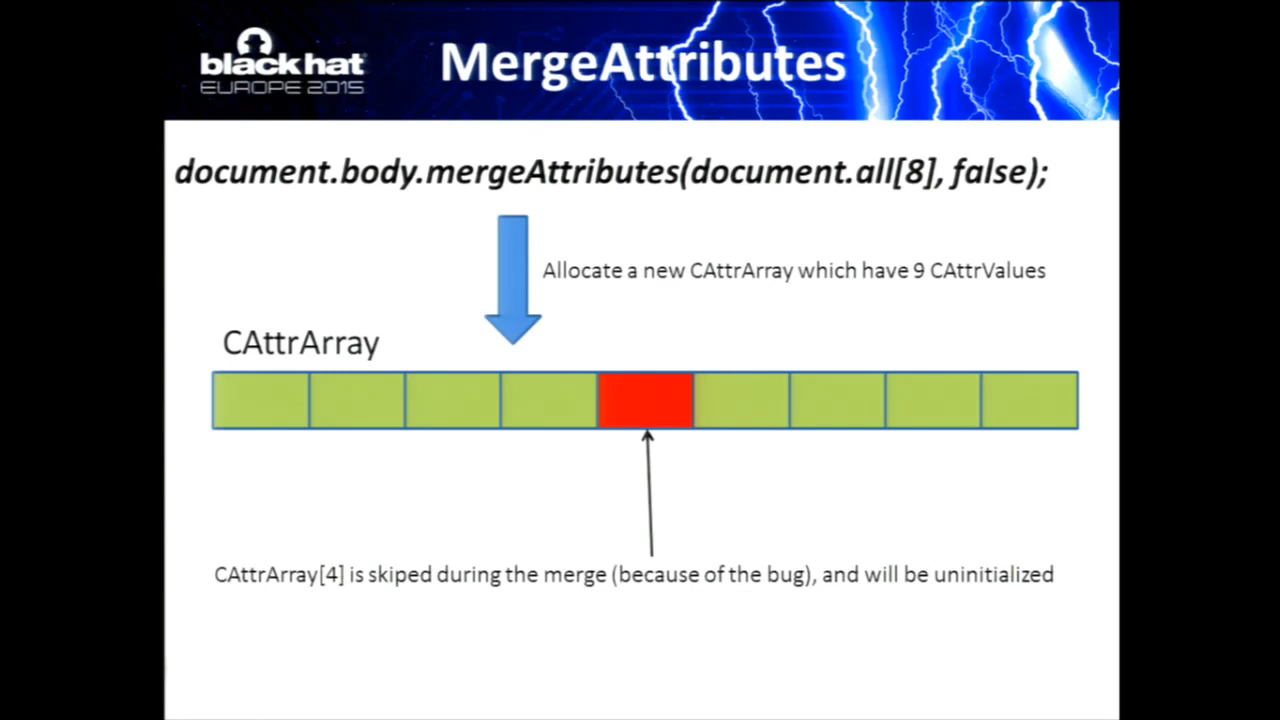 black hat
EUROPE 2015
MergeAttributes
document.body.mergeAttributes(document.all[8], false);
Allocate a new CAttrArray which have 9 CAttrValues
CAttrArray
CAttrArray[4] is skiped during the merge (because of the bug), and will be uninitialized